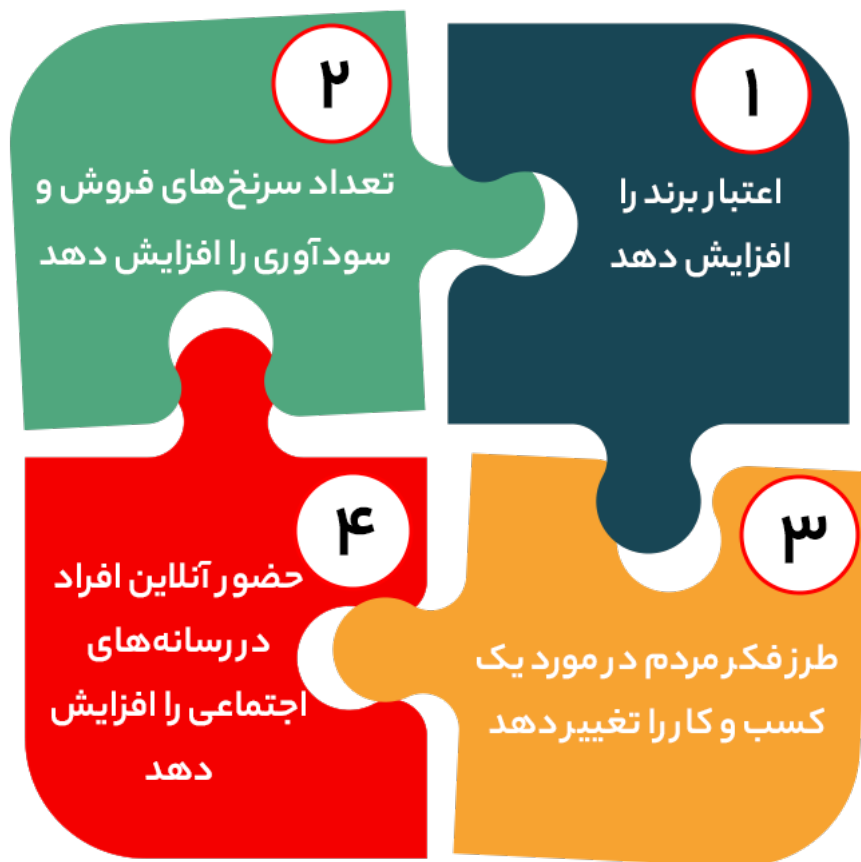 ۱
اعتبار برند را
افزایش دهد
۲
تعداد سرنخ‌های فروش و
سودآوری را افزایش دهد
۳
طرز فکر مردم در مورد یک
کسب و کار را تغییر دهد
۴
حضور آنلاین افراد
در رسانه‌های
اجتماعی را افزایش
دهد